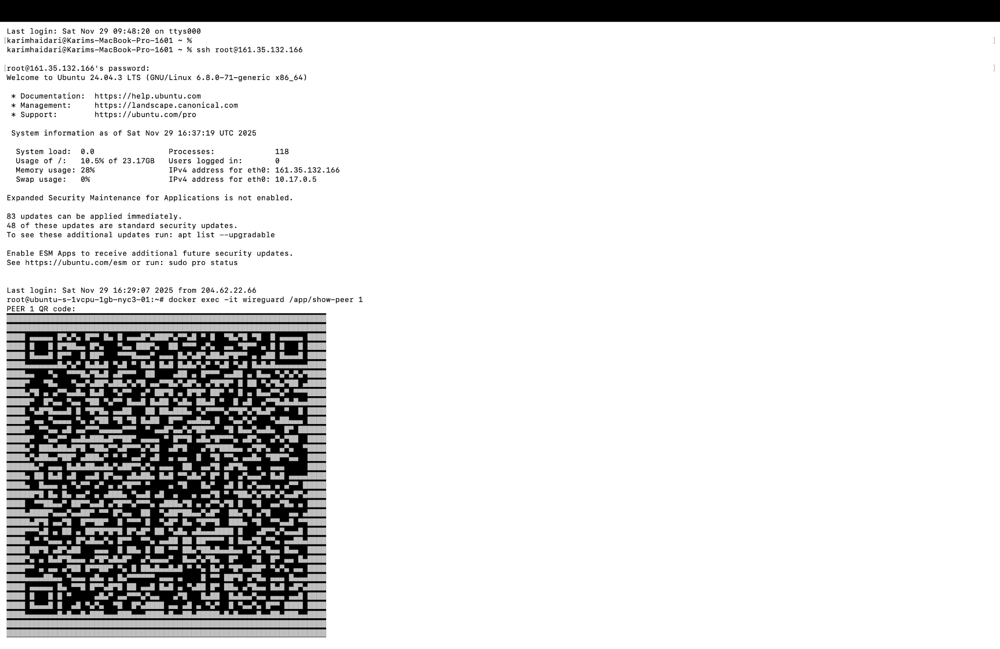 Last login: Sat Nov 29 09:48:20 on ttys000
[karimhaidari@Karims-MacBook-Pro-1601 ~ % ]
karimhaidari@Karims-MacBook-Pro-1601 ~ % ssh root@161.35.132.166
[root@161.35.132.166's password: ]
Welcome to Ubuntu 24.04.3 LTS (GNU/Linux 6.8.0-71-generic x86_64)
* Documentation:  https://help.ubuntu.com
* Management:     https://landscape.canonical.com
* Support:        https://ubuntu.com/pro
System information as of Sat Nov 29 16:37:19 UTC 2025
System load:  0.0                Processes:             118
Usage of /:   10.5% of 23.17GB   Users logged in:       0
Memory usage: 28%                IPv4 address for eth0: 161.35.132.166
Swap usage:   0%                 IPv4 address for eth0: 10.17.0.5
Expanded Security Maintenance for Applications is not enabled.
83 updates can be applied immediately.
48 of these updates are standard security updates.
To see these additional updates run: apt list --upgradable
Enable ESM Apps to receive additional future security updates.
See https://ubuntu.com/esm or run: sudo pro status
Last login: Sat Nov 29 16:29:07 2025 from 204.62.22.66
root@ubuntu-s-1vcpu-1gb-nyc3-01:~# docker exec -it wireguard /app/show-peer 1
PEER 1 QR code: